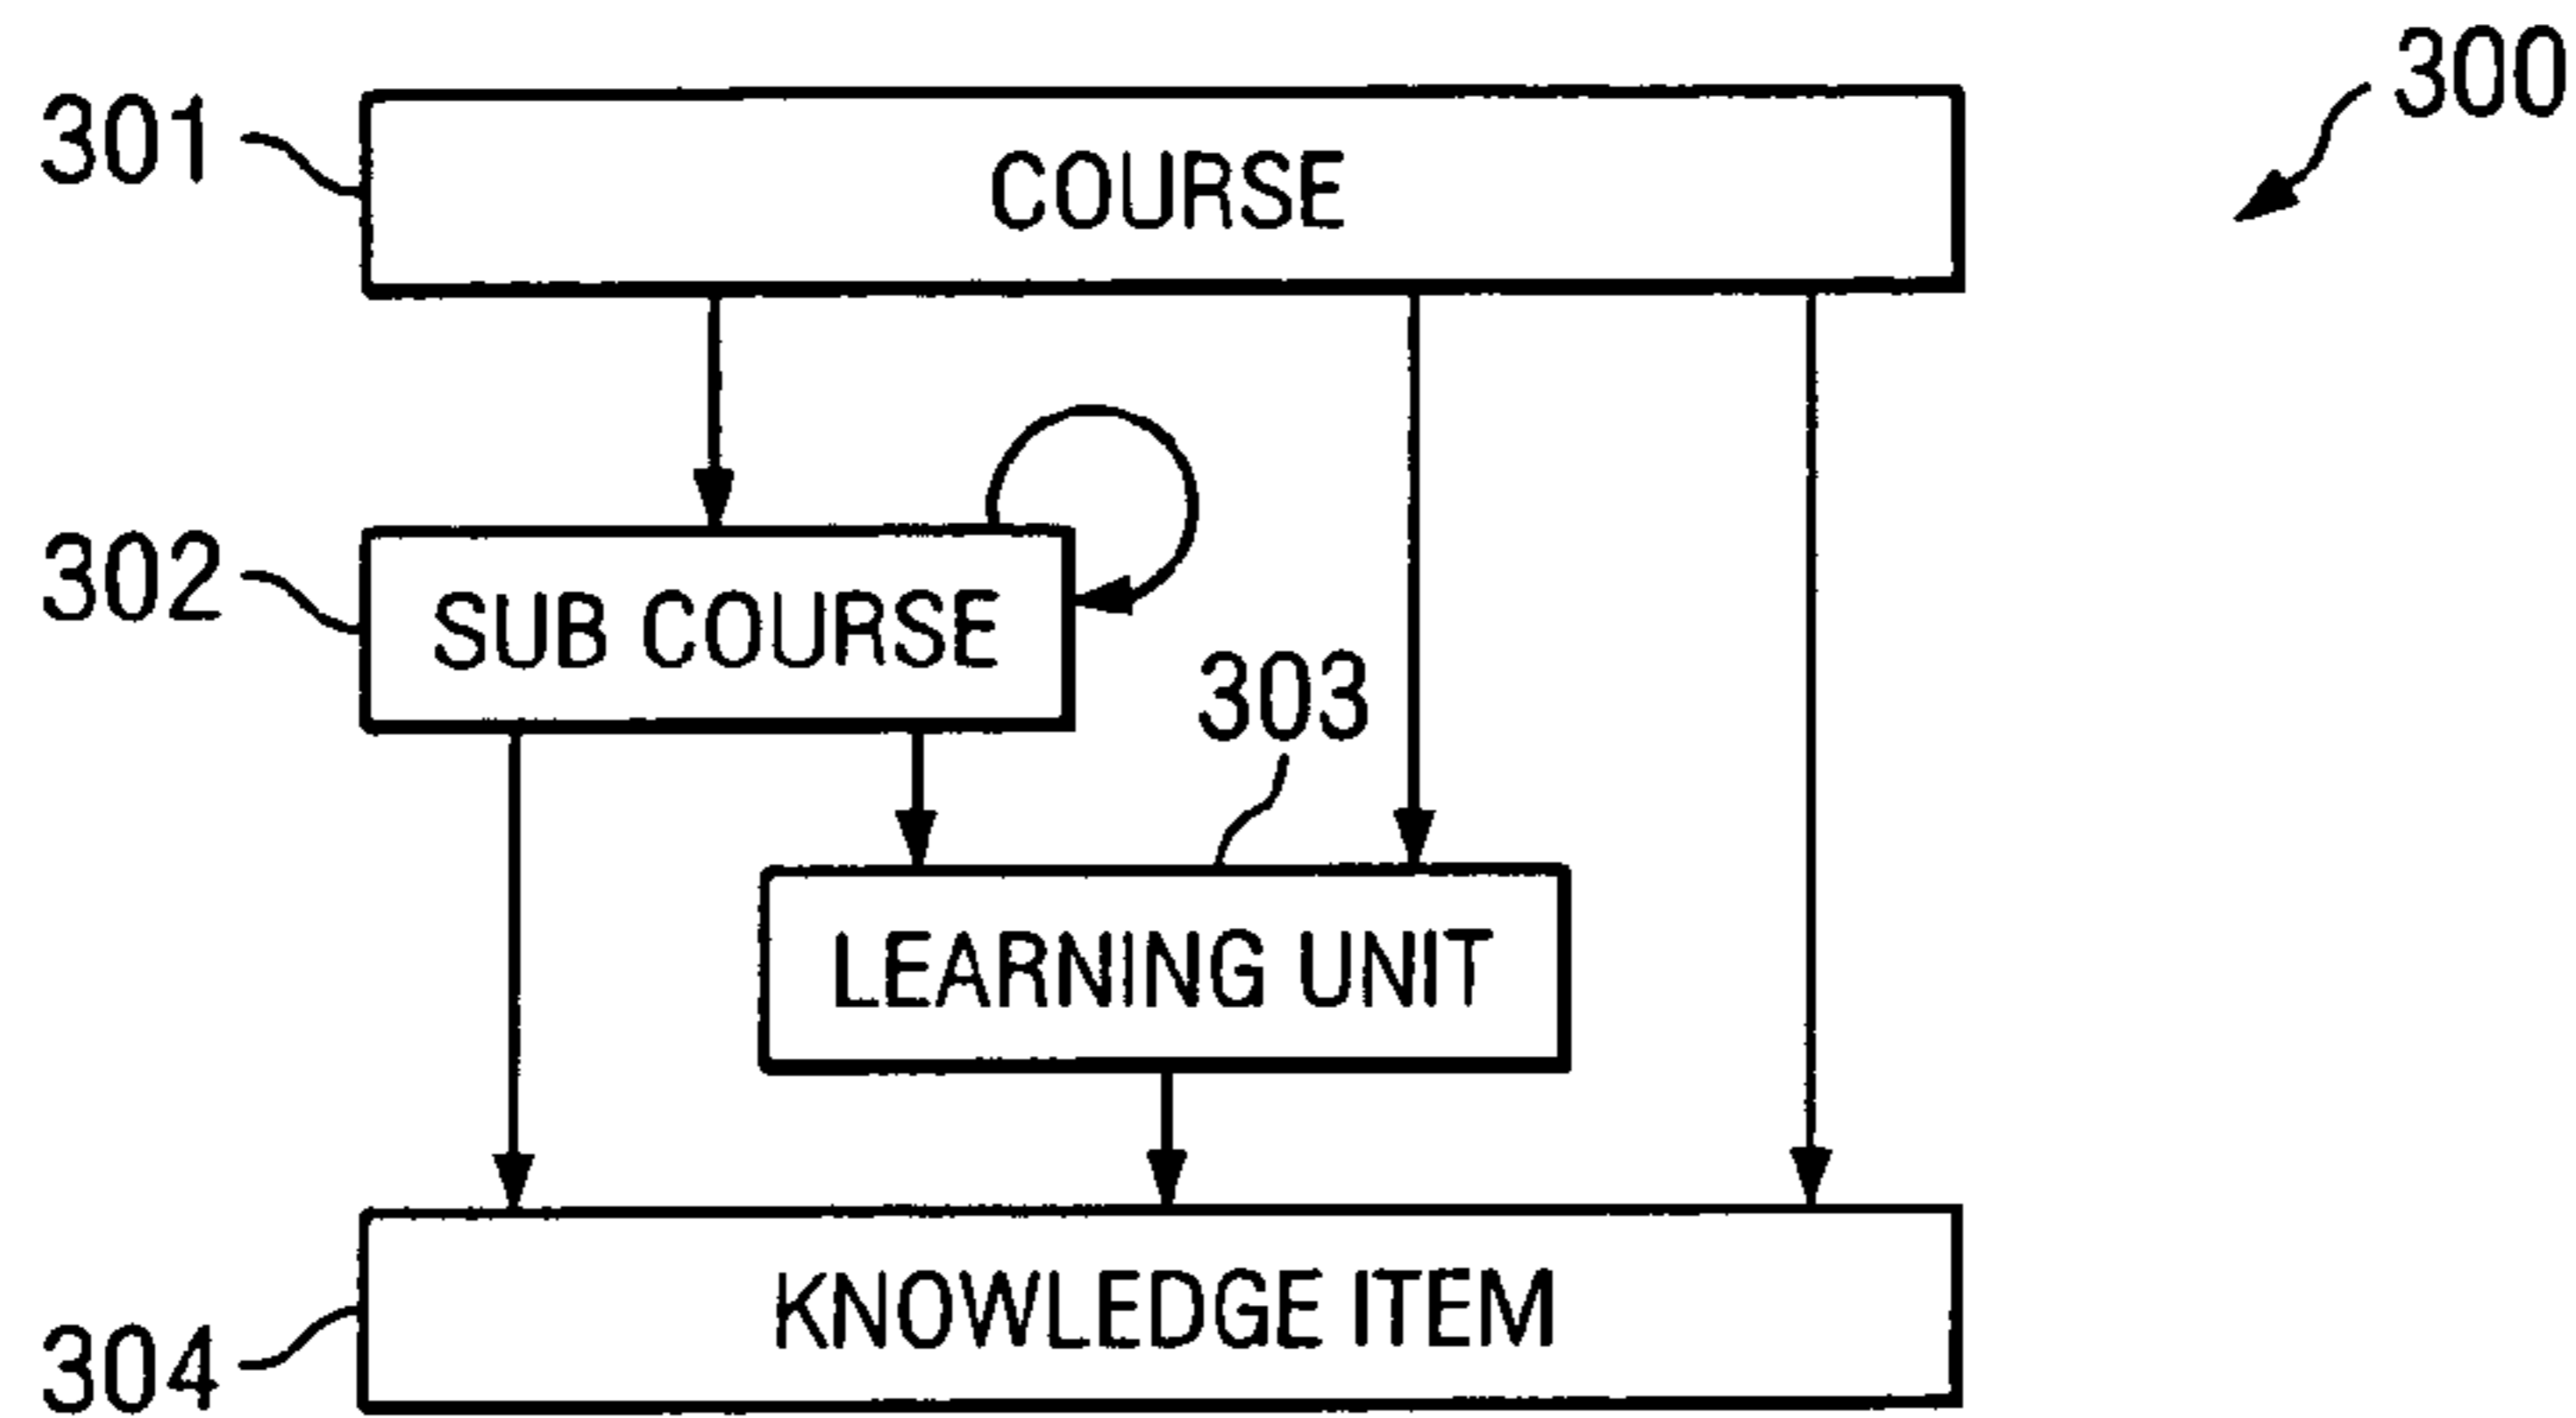 300
301
COURSE
302
SUB COURSE
303
LEARNING UNIT
KNOWLEDGE ITEM
304